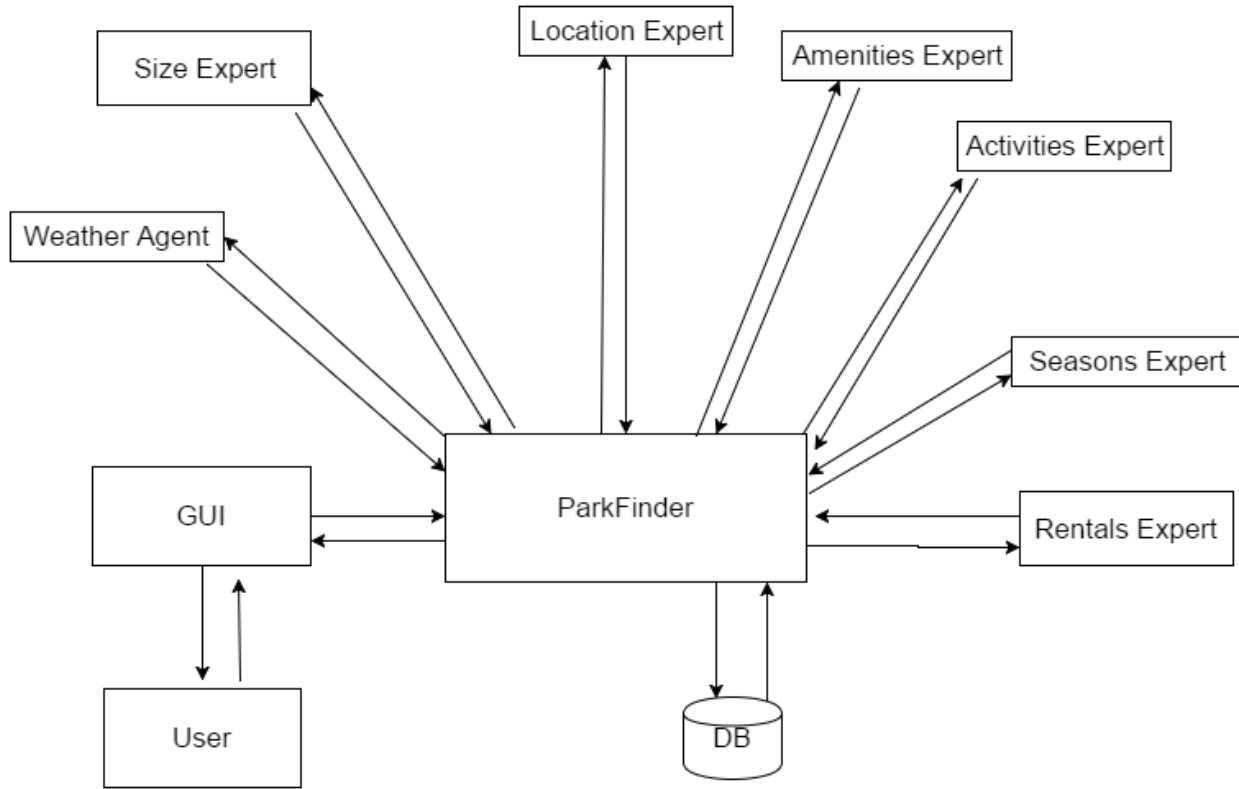 Location Expert
Amenities Expert
Size Expert
Activities Expert
Weather Agent
Seasons Expert
GUI
ParkFinder
Rentals Expert
User
DB